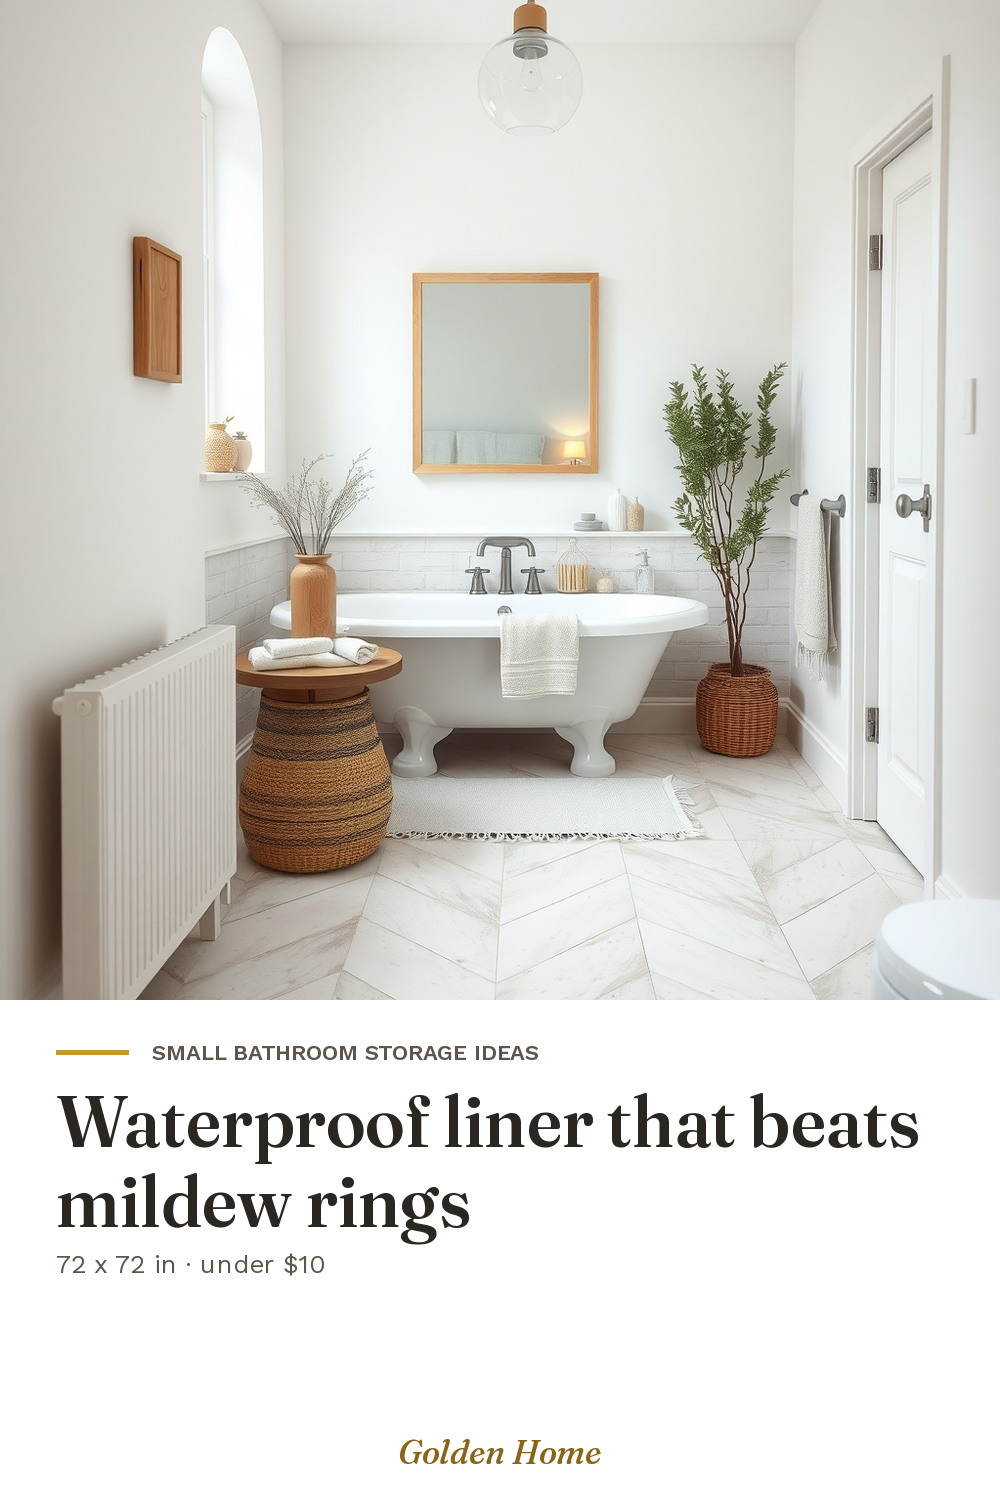 SMALL BATHROOM STORAGE IDEAS
Waterproof liner that beats
mildew rings
72 x 72 in · under $10
Golden Home